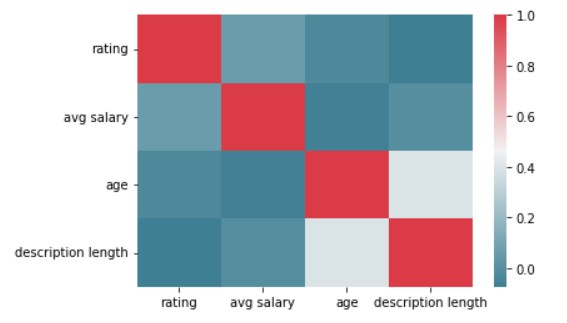 rating
avg salary
age
description length
rating avg salary age description length
1.0
0.8
0.6
0.4
0.2
0.0